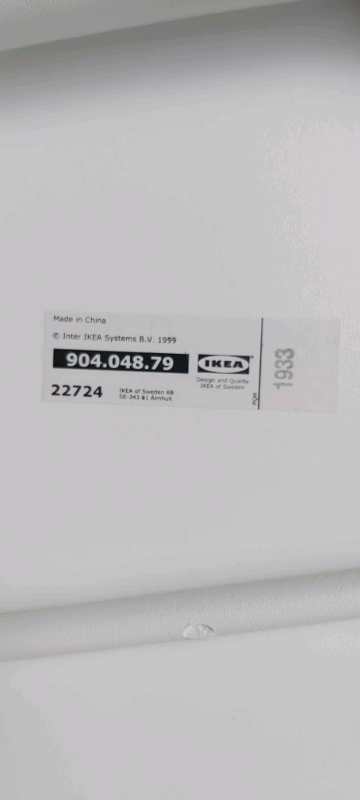 Made in China
© Inter IKEA Systems B.V. 1999
904.048.79
IKEA®
Design and Quality
IKEA of Sweden
22724
IKEA of Sweden AB
SE-343 81 Älmhult
PQM
1933